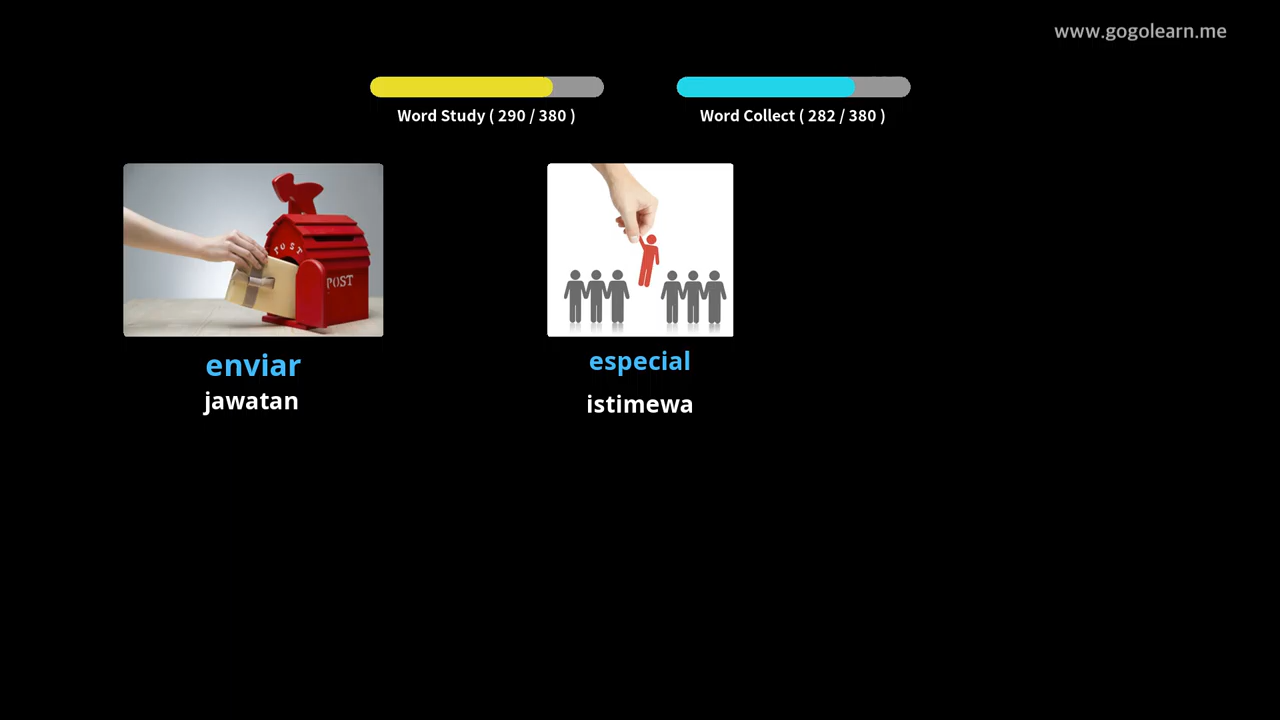 www.gogolearn.me
Word Study ( 290 / 380 )
Word Collect ( 282 / 380 )
POST
POST
enviar
jawatan
especial
istimewa